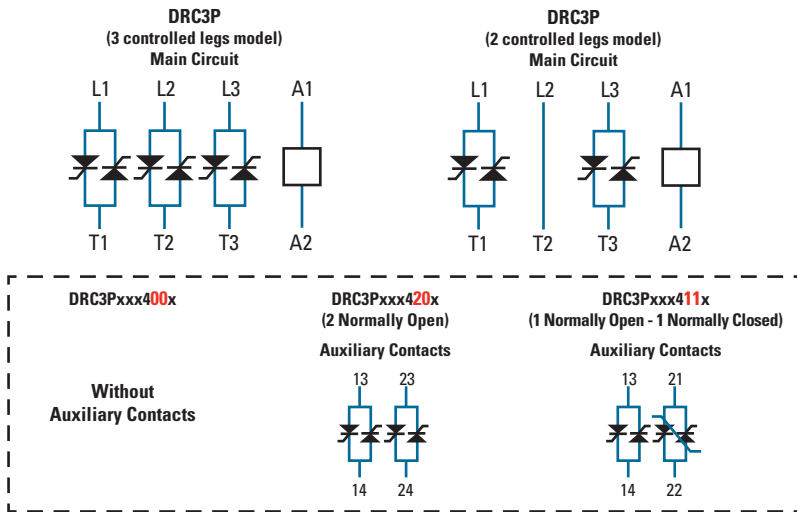 DRC3P
(3 controlled legs model)
Main Circuit
L1 L2 L3 A1
T1 T2 T3 A2
DRC3P
(2 controlled legs model)
Main Circuit
L1 L2 L3 A1
T1 T2 T3 A2
DRC3Pxxx400x
Without
Auxiliary Contacts
DRC3Pxxx420x
(2 Normally Open)
Auxiliary Contacts
13 23
14 24
DRC3Pxxx411x
(1 Normally Open - 1 Normally Closed)
Auxiliary Contacts
13 21
14 22